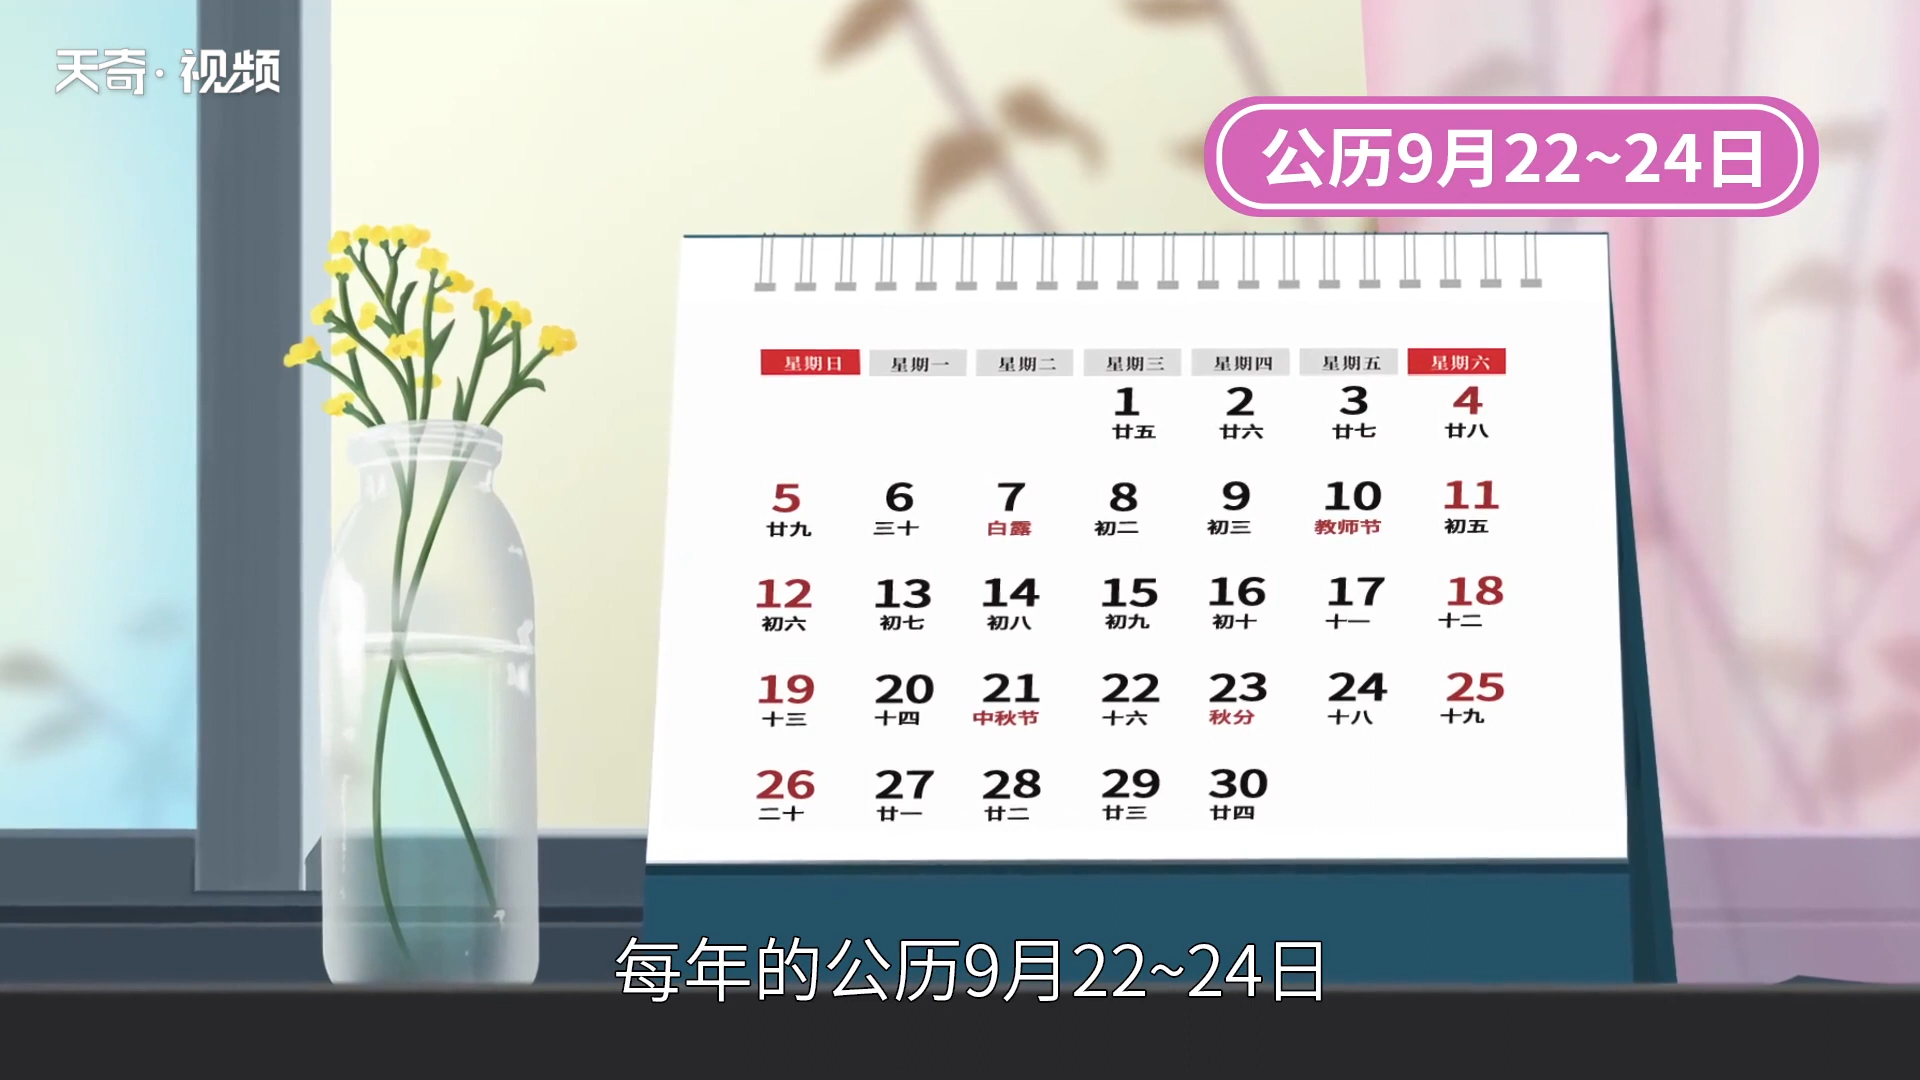 天奇·视频
公历9月22~24日
星期日 星期一 星期二 星期三 星期四 星期五 星期六
1 2 3 4
廿五 廿六 廿七 廿八
5 6 7 8 9 10 11
廿九 三十 白露 初二 初三 教师节 初五
12 13 14 15 16 17 18
初六 初七 初八 初九 初十 十一 十二
19 20 21 22 23 24 25
十三 十四 中秋节 十六 秋分 十八 十九
26 27 28 29 30
二十 廿一 廿二 廿三 廿四
每年的公历9月22~24日